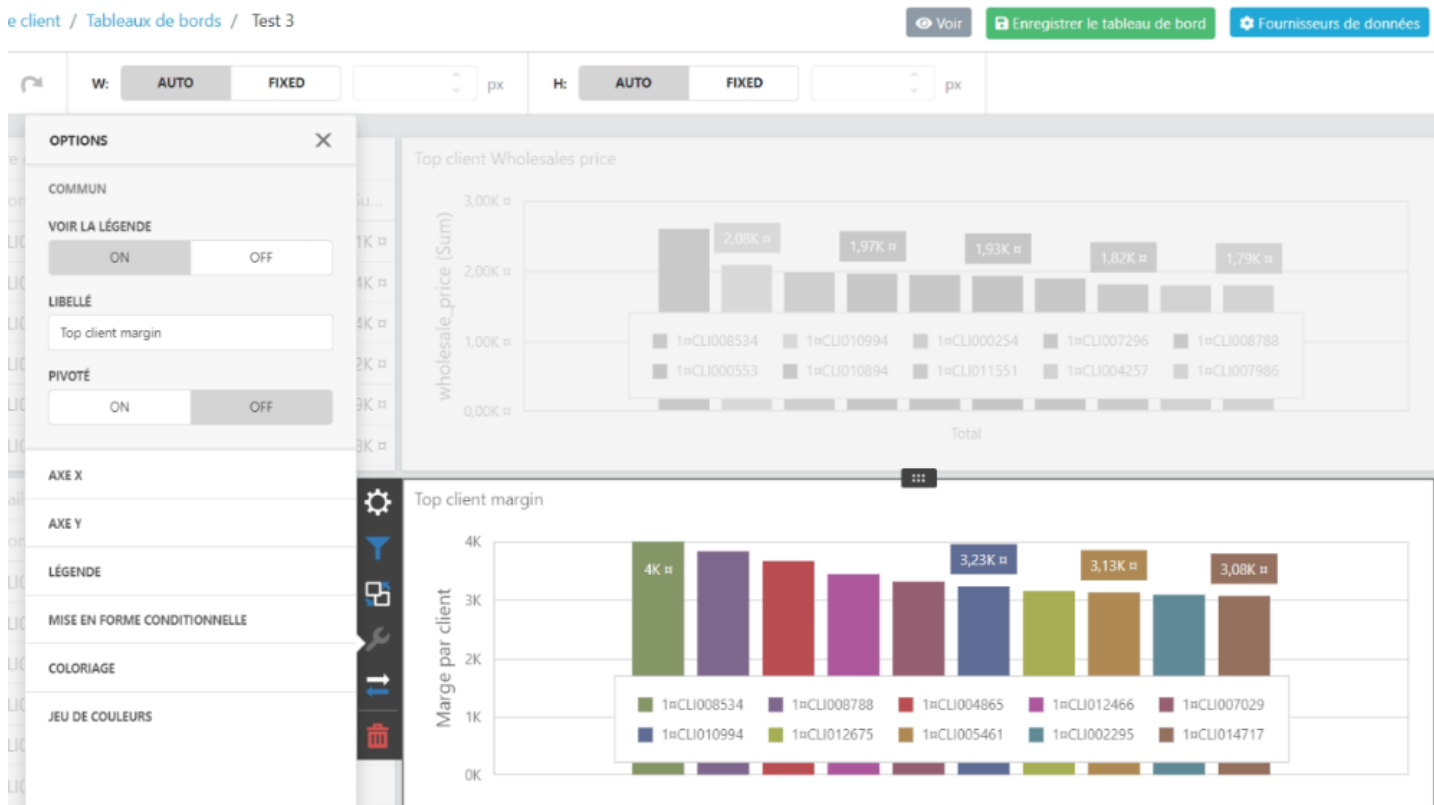 e client / Tableaux de bords / Test 3
Voir
Enregistrer le tableau de bord
Fournisseurs de données
W: AUTO FIXED px H: AUTO FIXED px
OPTIONS
COMMUN
VOIR LA LÉGENDE
ON OFF
LIBELLÉ
Top client margin
PIVOTÉ
ON OFF
AXE X
AXE Y
LÉGENDE
MISE EN FORME CONDITIONNELLE
COLORIAGE
JEU DE COULEURS
1K ¤
4K ¤
4K ¤
2K ¤
9K ¤
3K ¤
Top client Wholesales price
wholesale_price (Sum)
3,00K ¤
2,00K ¤
1,00K ¤
0,00K ¤
2,08K ¤ 1,97K ¤ 1,93K ¤ 1,82K ¤ 1,79K ¤
1¤CLI008534 1¤CLI010994 1¤CLI000254 1¤CLI007296 1¤CLI008788
1¤CLI000553 1¤CLI010894 1¤CLI011551 1¤CLI004257 1¤CLI007986
Total
Top client margin
Marge par client
4K
3K
2K
1K
0K
4K ¤ 3,23K ¤ 3,13K ¤ 3,08K ¤
1¤CLI008534 1¤CLI008788 1¤CLI004865 1¤CLI012466 1¤CLI007029
1¤CLI010994 1¤CLI012675 1¤CLI005461 1¤CLI002295 1¤CLI014717